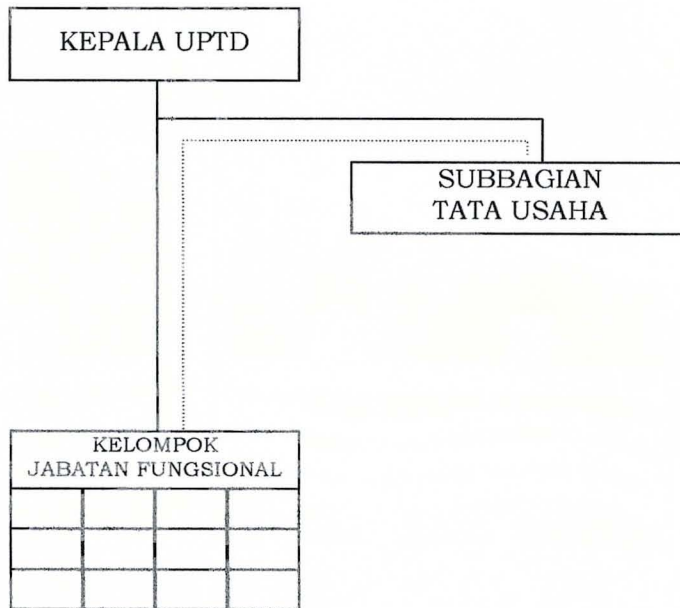 KEPALA UPTD
SUBBAGIAN
TATA USAHA
KELOMPOK
JABATAN FUNGSIONAL